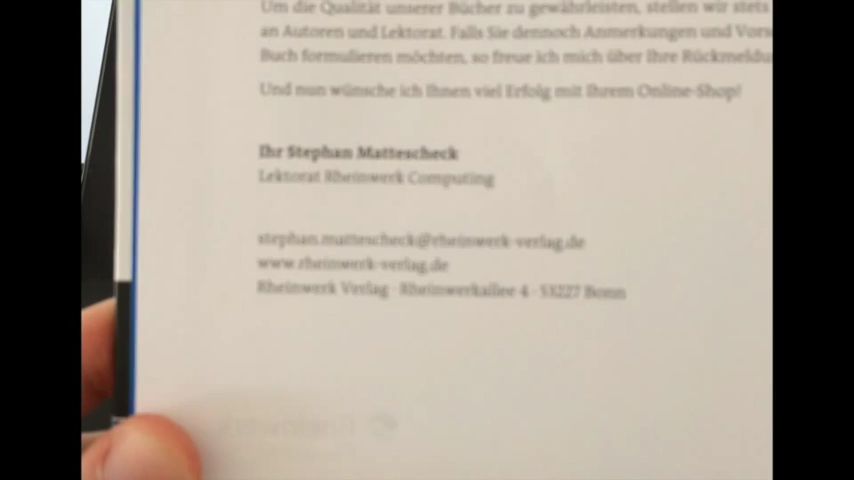 Um die Qualität unserer Bücher zu gewährleisten, stellen wir stets
an Autoren und Lektorat. Falls Sie dennoch Anmerkungen und
Buch formulieren möchten, so freue ich mich über Ihre
Und nun wünsche ich Ihnen viel Erfolg mit Ihrem Online-Shop!
Ihr Stephan Mattescheck
Lektorat Rheinwerk Computing
stephan.mattescheck@rheinwerk-verlag.de
www.rheinwerk-verlag.de
Rheinwerk Verlag · Rheinwerkallee 4 · 53227 Bonn